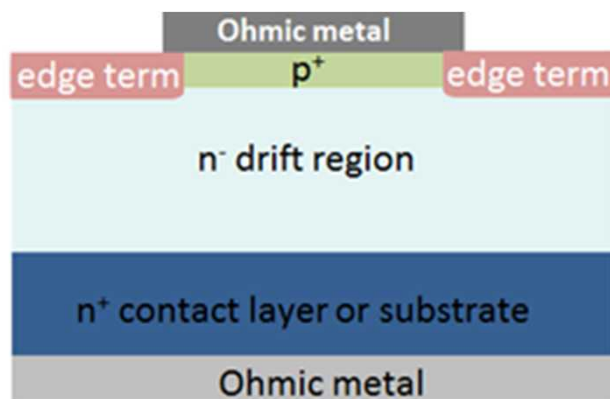 Ohmic metal
edge term p⁺ edge term
n⁻ drift region
n⁺ contact layer or substrate
Ohmic metal